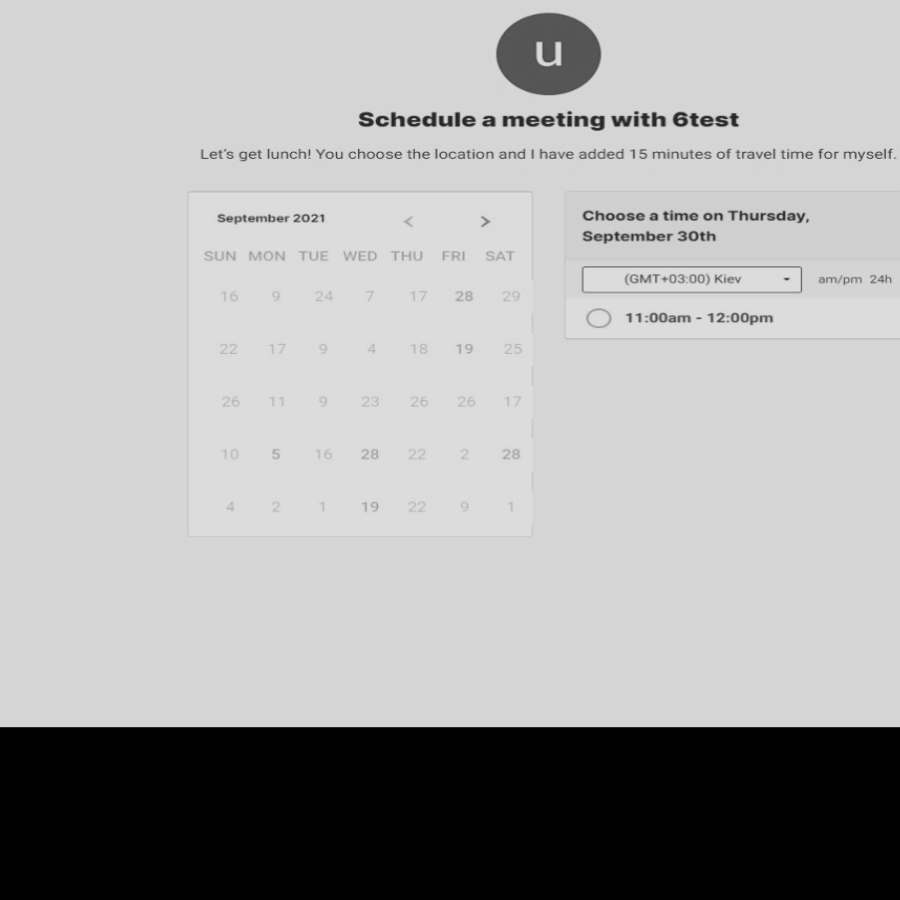 u
Schedule a meeting with 6test
Let's get lunch! You choose the location and I have added 15 minutes of travel time for myself.
September 2021 < >
SUN MON TUE WED THU FRI SAT
16 9 24 7 17 28 29
22 17 9 4 18 19 25
26 11 9 23 26 26 17
10 5 16 28 22 2 28
4 2 1 19 22 9 1
Choose a time on Thursday,
September 30th
(GMT+03:00) Kiev am/pm 24h
11:00am - 12:00pm